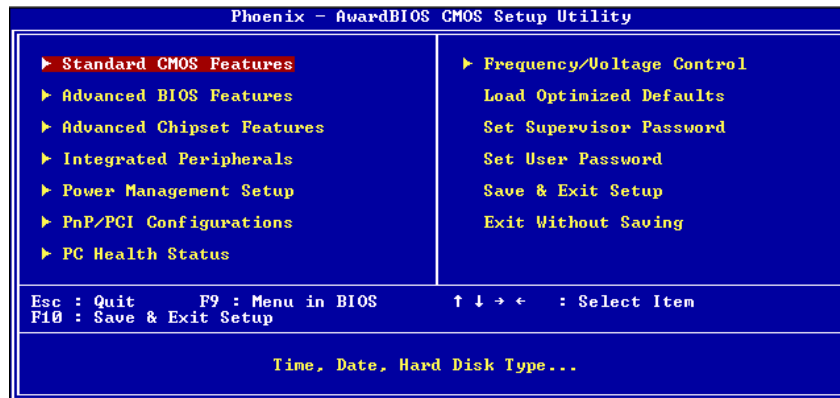 Phoenix - AwardBIOS CMOS Setup Utility
▶ Standard CMOS Features
▶ Advanced BIOS Features
▶ Advanced Chipset Features
▶ Integrated Peripherals
▶ Power Management Setup
▶ PnP/PCI Configurations
▶ PC Health Status
▶ Frequency/Voltage Control
Load Optimized Defaults
Set Supervisor Password
Set User Password
Save & Exit Setup
Exit Without Saving
Esc : Quit F9 : Menu in BIOS ↑ ↓ → ← : Select Item
F10 : Save & Exit Setup
Time, Date, Hard Disk Type...